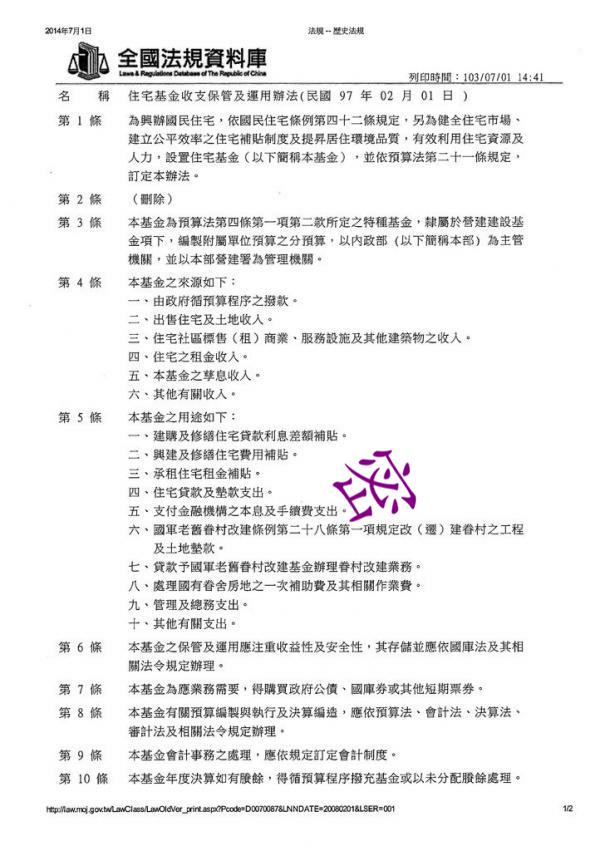 2014年7月1日 法規 -- 歷史法規
全國法規資料庫
Laws & Regulations Database of The Republic of China
列印時間：103/07/01 14:41
名 稱 住宅基金收支保管及運用辦法(民國 97 年 02 月 01 日 )
第 1 條 為興辦國民住宅，依國民住宅條例第四十二條規定，另為健全住宅市場、
建立公平效率之住宅補貼制度及提昇居住環境品質，有效利用住宅資源及
人力，設置住宅基金（以下簡稱本基金），並依預算法第二十一條規定，
訂定本辦法。
第 2 條 （刪除）
第 3 條 本基金為預算法第四條第一項第二款所定之特種基金，隸屬於營建建設基
金項下，編製附屬單位預算之分預算，以內政部 (以下簡稱本部) 為主管
機關，並以本部營建署為管理機關。
第 4 條 本基金之來源如下：
一、由政府循預算程序之撥款。
二、出售住宅及土地收入。
三、住宅社區標售（租）商業、服務設施及其他建築物之收入。
四、住宅之租金收入。
五、本基金之孳息收入。
六、其他有關收入。
第 5 條 本基金之用途如下：
一、建購及修繕住宅貸款利息差額補貼。
二、興建及修繕住宅費用補貼。
三、承租住宅租金補貼。
四、住宅貸款及墊款支出。
五、支付金融機構之本息及手續費支出。
六、國軍老舊眷村改建條例第二十八條第一項規定改（遷）建眷村之工程
及土地墊款。
七、貸款予國軍老舊眷村改建基金辦理眷村改建業務。
八、處理國有眷舍房地之一次補助費及其相關作業費。
九、管理及總務支出。
十、其他有關支出。
密
第 6 條 本基金之保管及運用應注重收益性及安全性，其存儲並應依國庫法及其相
關法令規定辦理。
第 7 條 本基金為應業務需要，得購買政府公債、國庫券或其他短期票券。
第 8 條 本基金有關預算編製與執行及決算編造，應依預算法、會計法、決算法、
審計法及相關法令規定辦理。
第 9 條 本基金會計事務之處理，應依規定訂定會計制度。
第 10 條 本基金年度決算如有賸餘，得循預算程序撥充基金或以未分配賸餘處理。
http://law.moj.gov.tw/LawClass/LawOldVer_print.aspx?Pcode=D0070087&LNNDATE=20080201&LSER=001 1/2